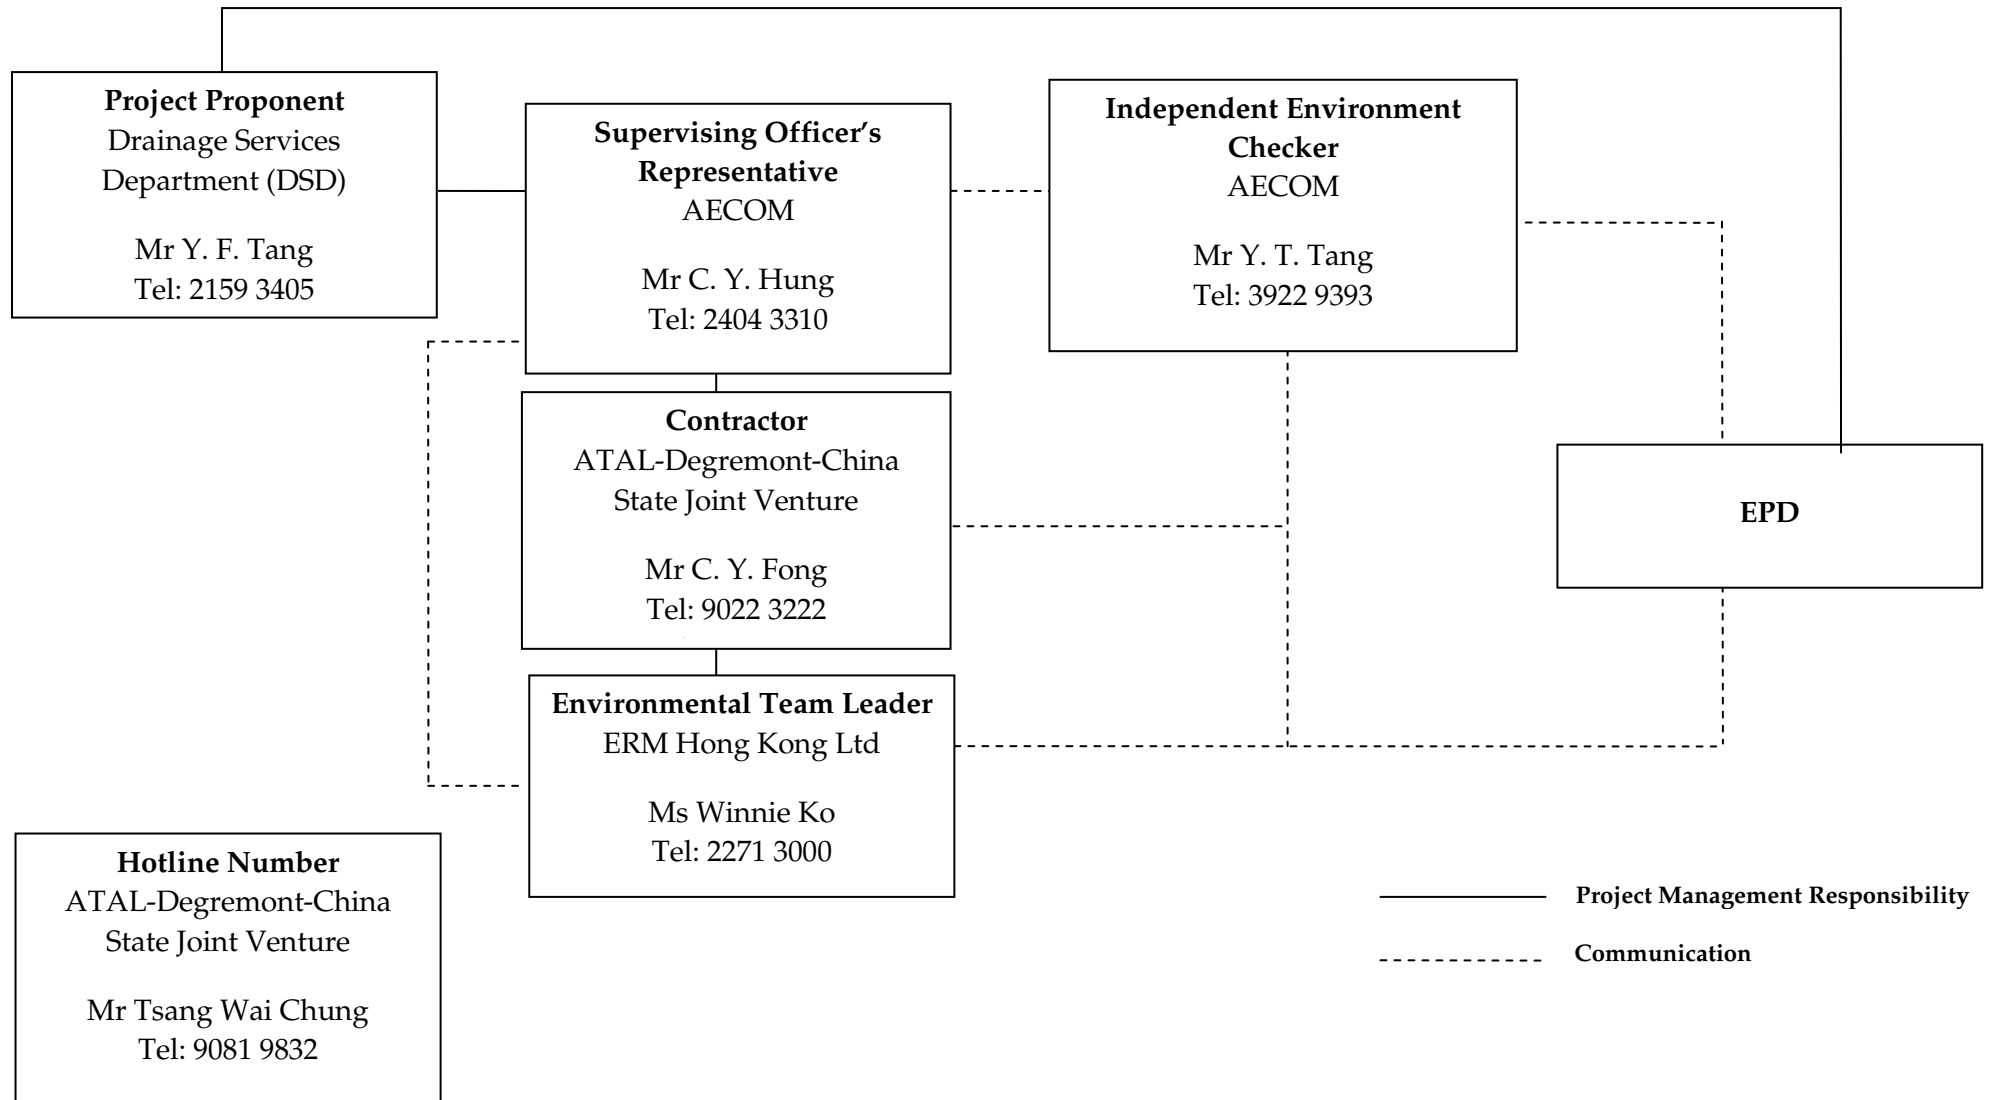 Project Proponent
Drainage Services
Department (DSD)
Mr Y. F. Tang
Tel: 2159 3405
Supervising Officer’s
Representative
AECOM
Mr C. Y. Hung
Tel: 2404 3310
Independent Environment
Checker
AECOM
Mr Y. T. Tang
Tel: 3922 9393
Contractor
ATAL-Degremont-China
State Joint Venture
Mr C. Y. Fong
Tel: 9022 3222
EPD
Environmental Team Leader
ERM Hong Kong Ltd
Ms Winnie Ko
Tel: 2271 3000
Hotline Number
ATAL-Degremont-China
State Joint Venture
Mr Tsang Wai Chung
Tel: 9081 9832
Project Management Responsibility
Communication